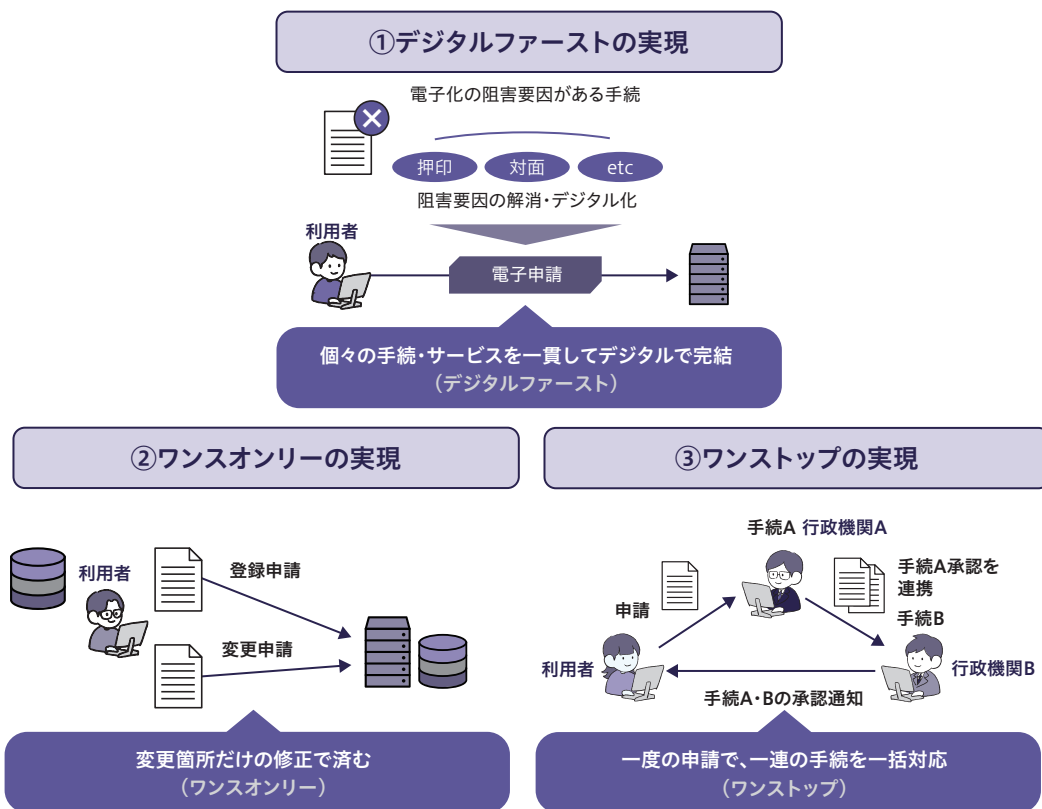 ①デジタルファーストの実現
電子化の阻害要因がある手続
押印
対面
etc
阻害要因の解消・デジタル化
利用者
電子申請
個々の手続・サービスを一貫してデジタルで完結
（デジタルファースト）
②ワンスオンリーの実現
利用者
登録申請
変更申請
変更箇所だけの修正で済む
（ワンスオンリー）
③ワンストップの実現
手続A 行政機関A
手続A承認を
連携
申請
手続B
利用者
行政機関B
手続A・Bの承認通知
一度の申請で、一連の手続を一括対応
（ワンストップ）